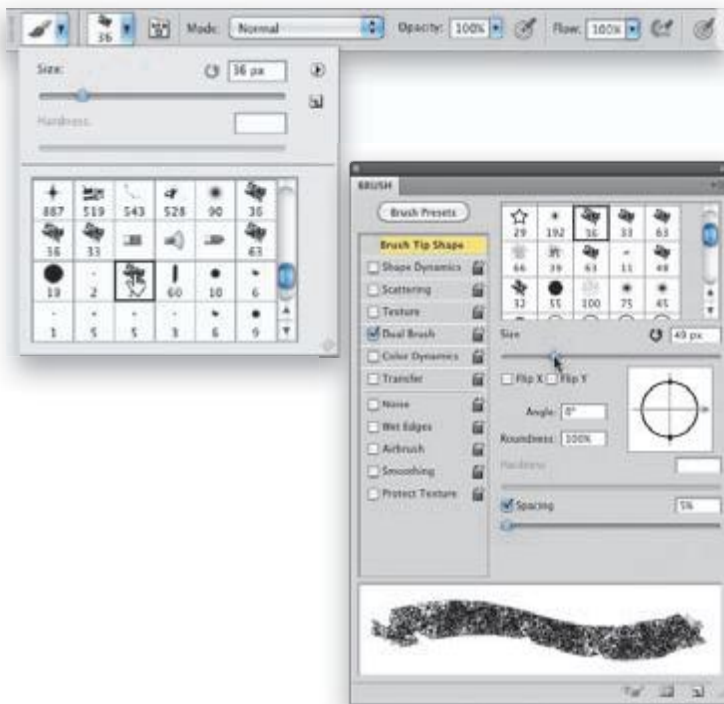 36 Mode: Normal Opacity: 100% Flow: 100%
Size: 36 px
Hardness:
887 519 543 528 90 36
36 33 63
19 2 60 10 6
1 5 5 3 6 9
BRUSH
Brush Presets
Brush Tip Shape
Shape Dynamics
Scattering
Texture
Dual Brush
Color Dynamics
Transfer
Noise
Wet Edges
Airbrush
Smoothing
Protect Texture
29 192 36 33 63
66 39 63 11 48
32 55 100 75 45
Size 49 px
Flip X Flip Y
Angle: 0°
Roundness: 100%
Hardness
Spacing 5%